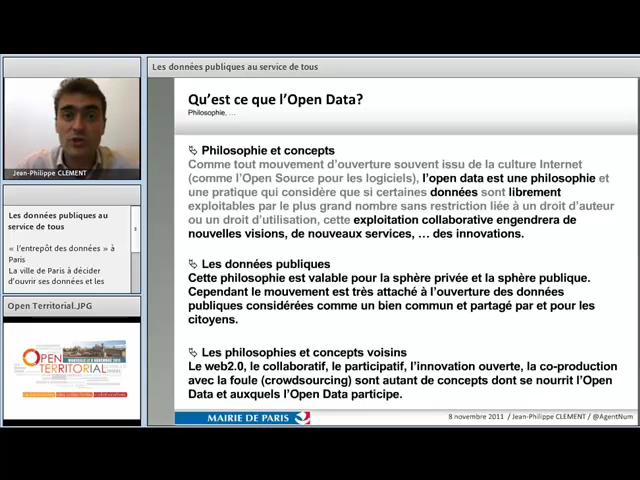 Les données publiques au service de tous
Jean-Philippe CLEMENT
Les données publiques au
service de tous
« l'entrepôt des données » à
Paris
La ville de Paris à décider
d'ouvrir ses données et les
Open Territorial.JPG
OPEN
TERRITORIAL
Qu'est ce que l'Open Data?
Philosophie, …
Philosophie et concepts
Comme tout mouvement d'ouverture souvent issu de la culture Internet
(comme l'Open Source pour les logiciels), l'open data est une philosophie et
une pratique qui considère que si certaines données sont librement
exploitables par le plus grand nombre sans restriction liée à un droit d'auteur
ou un droit d'utilisation, cette exploitation collaborative engendrera de
nouvelles visions, de nouveaux services, … des innovations.
Les données publiques
Cette philosophie est valable pour la sphère privée et la sphère publique.
Cependant le mouvement est très attaché à l'ouverture des données
publiques considérées comme un bien commun et partagé par et pour les
citoyens.
Les philosophies et concepts voisins
Le web2.0, le collaboratif, le participatif, l'innovation ouverte, la co-production
avec la foule (crowdsourcing) sont autant de concepts dont se nourrit l'Open
Data et auxquels l'Open Data participe.
MAIRIE DE PARIS
8 novembre 2011 / Jean-Philippe CLEMENT / @AgentNum